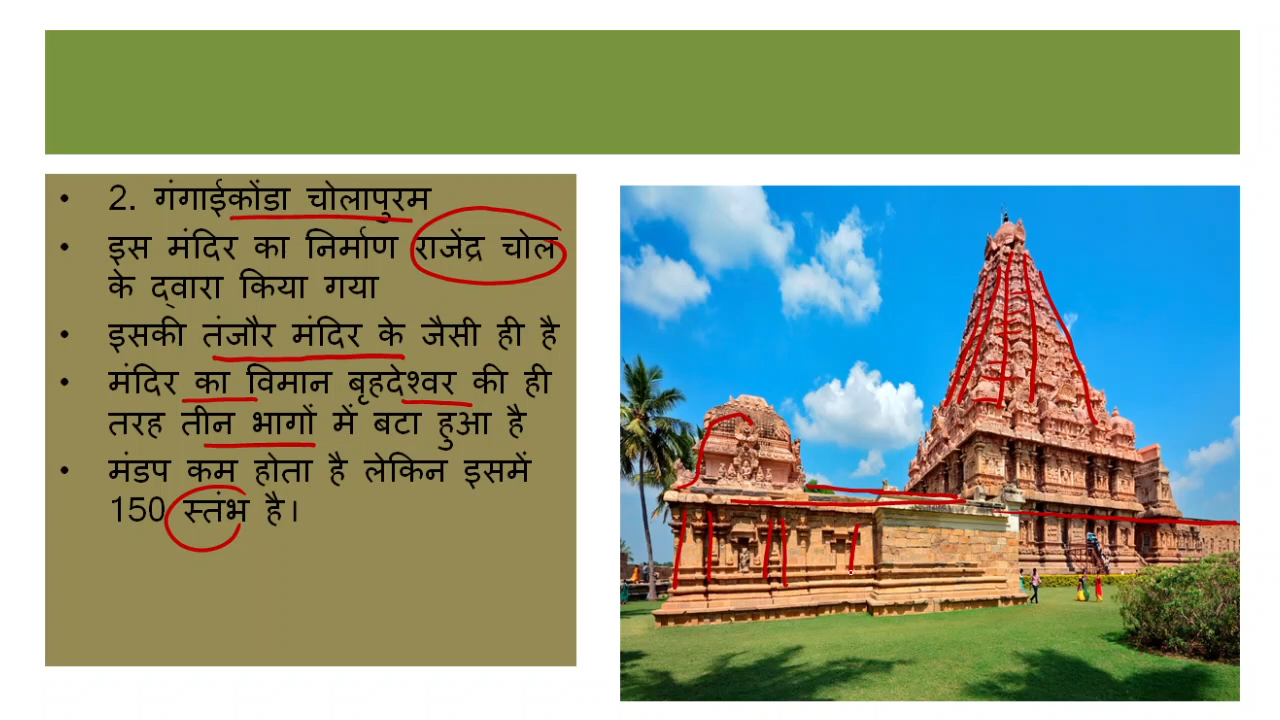 • 2. गंगाईकोंडा चोलापुरम
• इस मंदिर का निर्माण राजेंद्र चोल
के द्वारा किया गया
• इसकी तंजौर मंदिर के जैसी ही है
• मंदिर का विमान बृहदेश्वर की ही
तरह तीन भागों में बटा हुआ है
• मंडप कम होता है लेकिन इसमें
150 स्तंभ है।